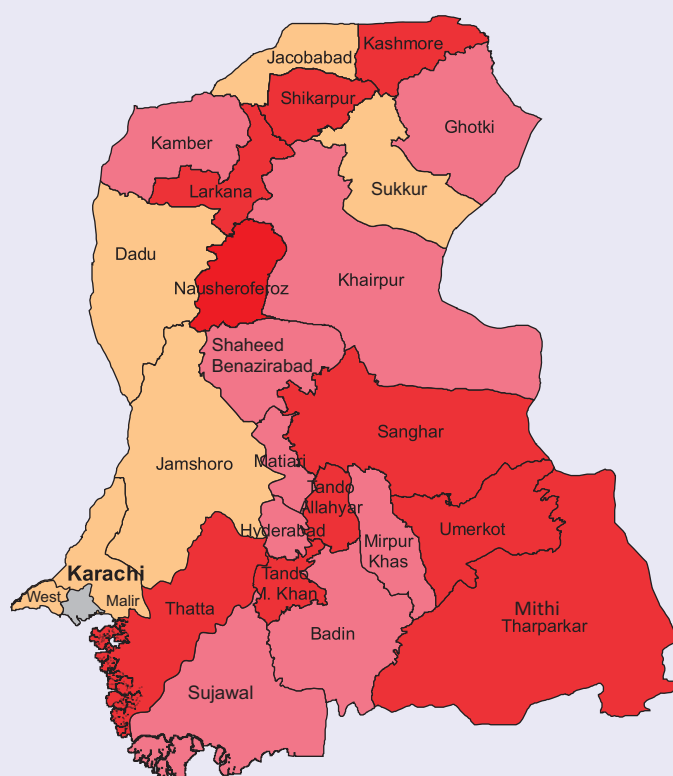 Kashmore
Jacobabad
Shikarpur
Ghotki
Kamber
Larkana
Sukkur
Dadu
Khairpur
Nausheroferoz
Shaheed
Benazirabad
Sanghar
Matiari
Jamshoro
Tando
Allahyar
Hyderabad
Umerkot
Mirpur
Khas
Karachi
Tando
M. Khan
West
Malir
Thatta
Mithi
Tharparkar
Badin
Sujawal